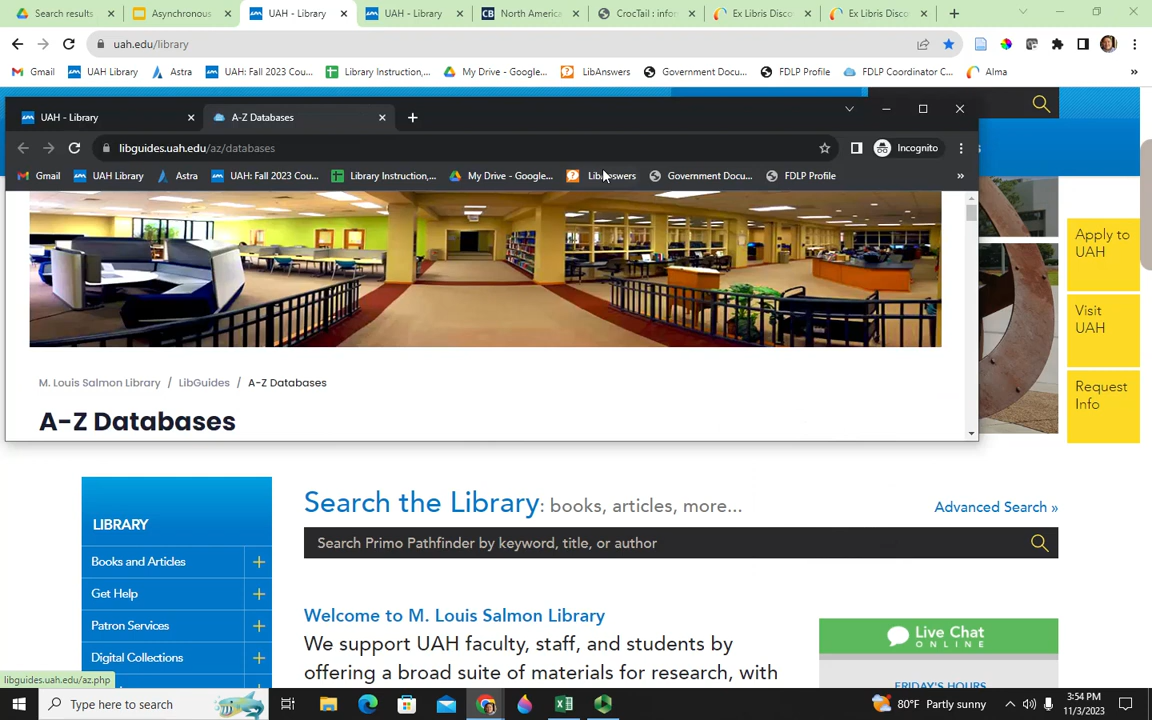 Search results
Asynchronous
UAH - Library
UAH - Library
North America
CrocTail : infor
Ex Libris Disco
Ex Libris Disco
uah.edu/library
Gmail
UAH Library
Astra
UAH: Fall 2023 Cou...
Library Instruction,...
My Drive - Google...
LibAnswers
Government Docu...
FDLP Profile
FDLP Coordinator C...
Alma
»
UAH - Library
A-Z Databases
libguides.uah.edu/az/databases
Incognito
Gmail
UAH Library
Astra
UAH: Fall 2023 Cou...
Library Instruction,...
My Drive - Google...
LibAnswers
Government Docu...
FDLP Profile
»
M. Louis Salmon Library / LibGuides / A-Z Databases
A-Z Databases
Apply to
UAH
Visit
UAH
Request
Info
LIBRARY
Books and Articles
Get Help
Patron Services
Digital Collections
Search the Library: books, articles, more...
Advanced Search »
Search Primo Pathfinder by keyword, title, or author
Welcome to M. Louis Salmon Library
We support UAH faculty, staff, and students by
offering a broad suite of materials for research, with
Live Chat
ONLINE
FRIDAY'S HOURS
libguides.uah.edu/az.php
Type here to search
80°F Partly sunny
3:54 PM
11/3/2023